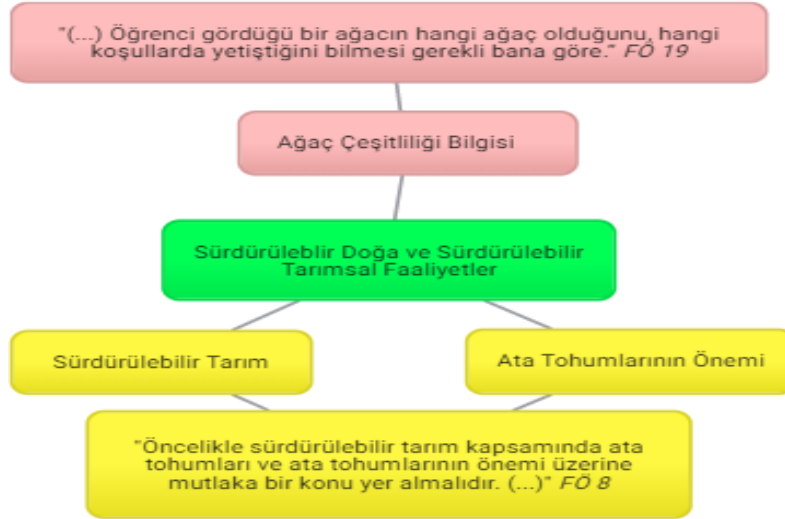 "(...) Öğrenci gördüğü bir ağacın hangi ağaç olduğunu, hangi
koşullarda yetiştiğini bilmesi gerekli bana göre." FÖ 19
Ağaç Çeşitliliği Bilgisi
Sürdürüleblir Doğa ve Sürdürülebilir
Tarımsal Faaliyetler
Sürdürülebilir Tarım
Ata Tohumlarının Önemi
"Öncelikle sürdürülebilir tarım kapsamında ata
tohumları ve ata tohumlarının önemi üzerine
mutlaka bir konu yer almalıdır. (...)" FÖ 8